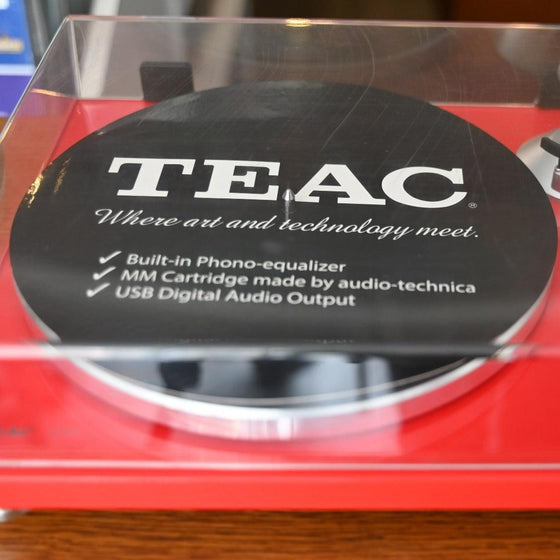 TEAC®
Where art and technology meet.
✓ Built-in Phono-equalizer
✓ MM Cartridge made by audio-technica
✓ USB Digital Audio Output